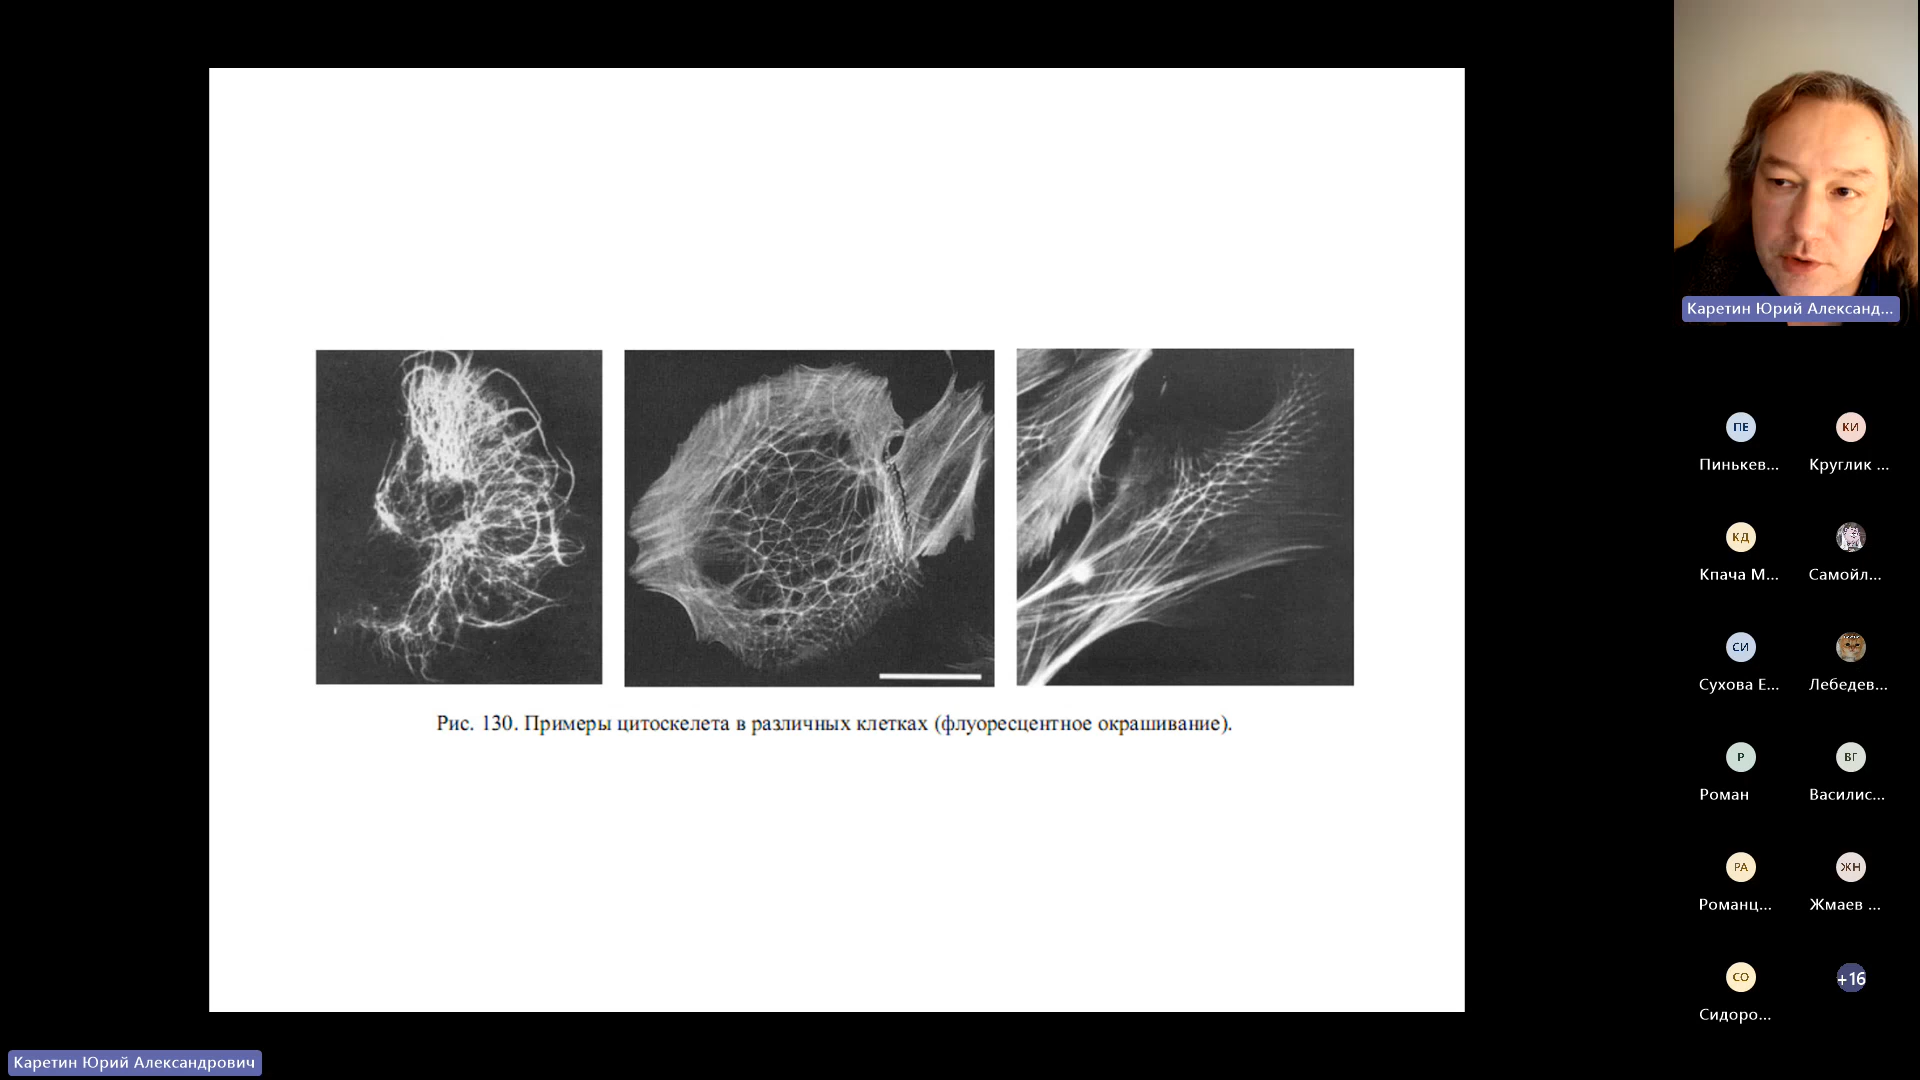 Рис. 130. Примеры цитоскелета в различных клетках (флуоресцентное окрашивание).
Каретин Юрий Александ...
ПЕ
КИ
Пинькев...
Круглик ...
КД
Кпача М...
Самойл...
СИ
Сухова Е...
Лебедев...
Р
ВГ
Роман
Василис...
РА
ЖН
Романц...
Жмаев ...
СО
+16
Сидоро...
Каретин Юрий Александрович